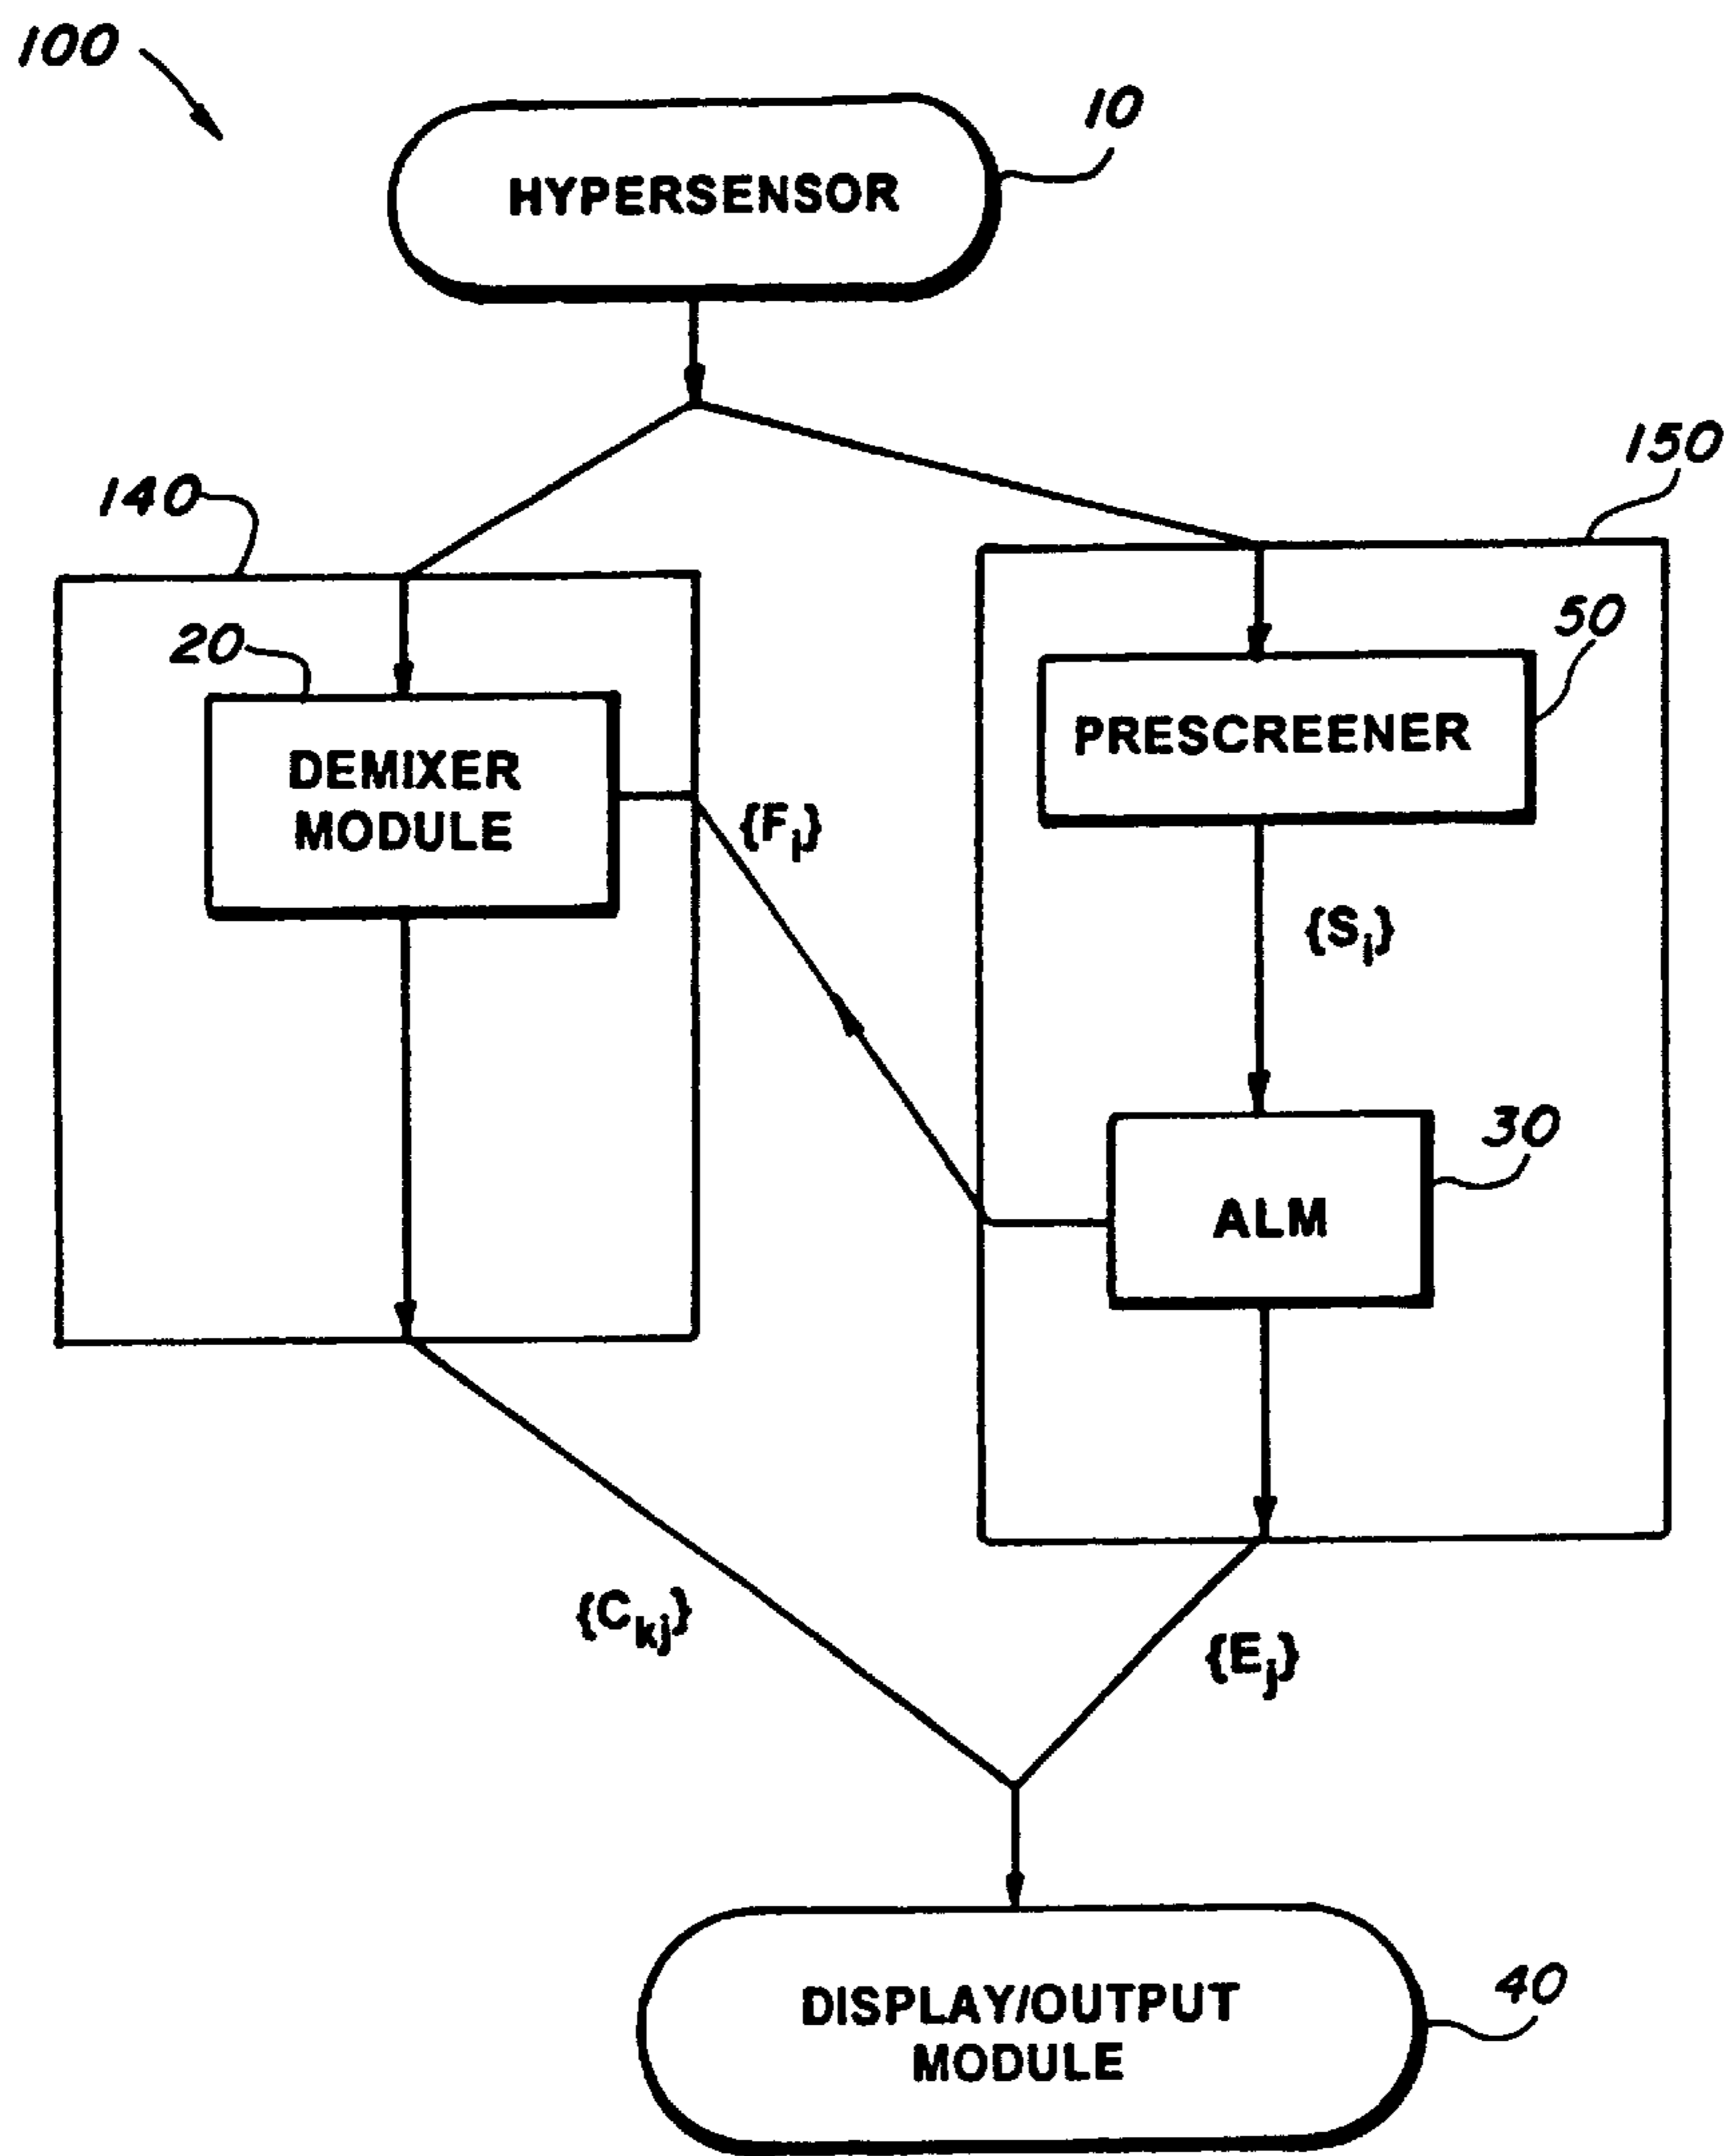 100
10
HYPERSENSOR
150
140
50
20
PRESCREENER
DEMIXER
MODULE
{Fi}
{Si}
30
ALM
{Ckj}
{Ej}
DISPLAY/OUTPUT
MODULE
40